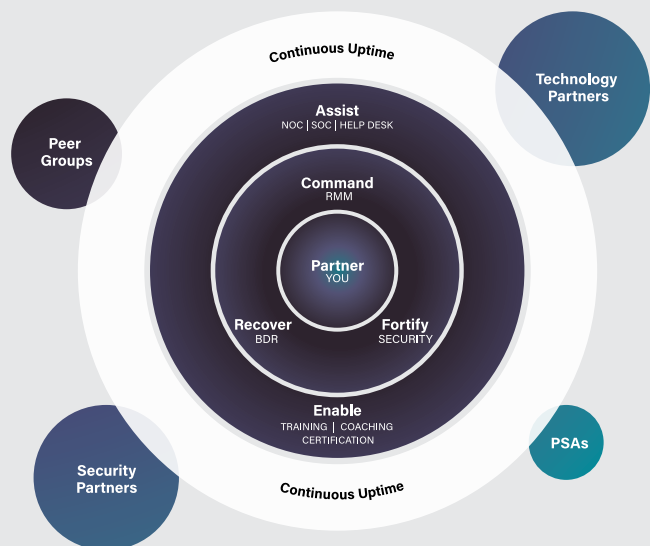 Continuous Uptime
Technology
Partners
Assist
NOC | SOC | HELP DESK
Peer
Groups
Command
RMM
Partner
YOU
Recover
BDR
Fortify
SECURITY
Enable
TRAINING | COACHING
CERTIFICATION
PSAs
Security
Partners
Continuous Uptime